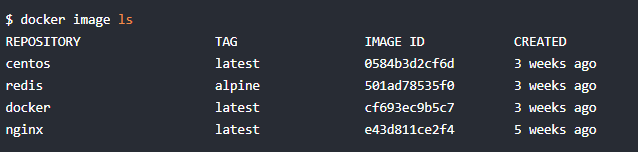 $ docker image ls
REPOSITORY TAG IMAGE ID CREATED
centos latest 0584b3d2cf6d 3 weeks ago
redis alpine 501ad78535f0 3 weeks ago
docker latest cf693ec9b5c7 3 weeks ago
nginx latest e43d811ce2f4 5 weeks ago